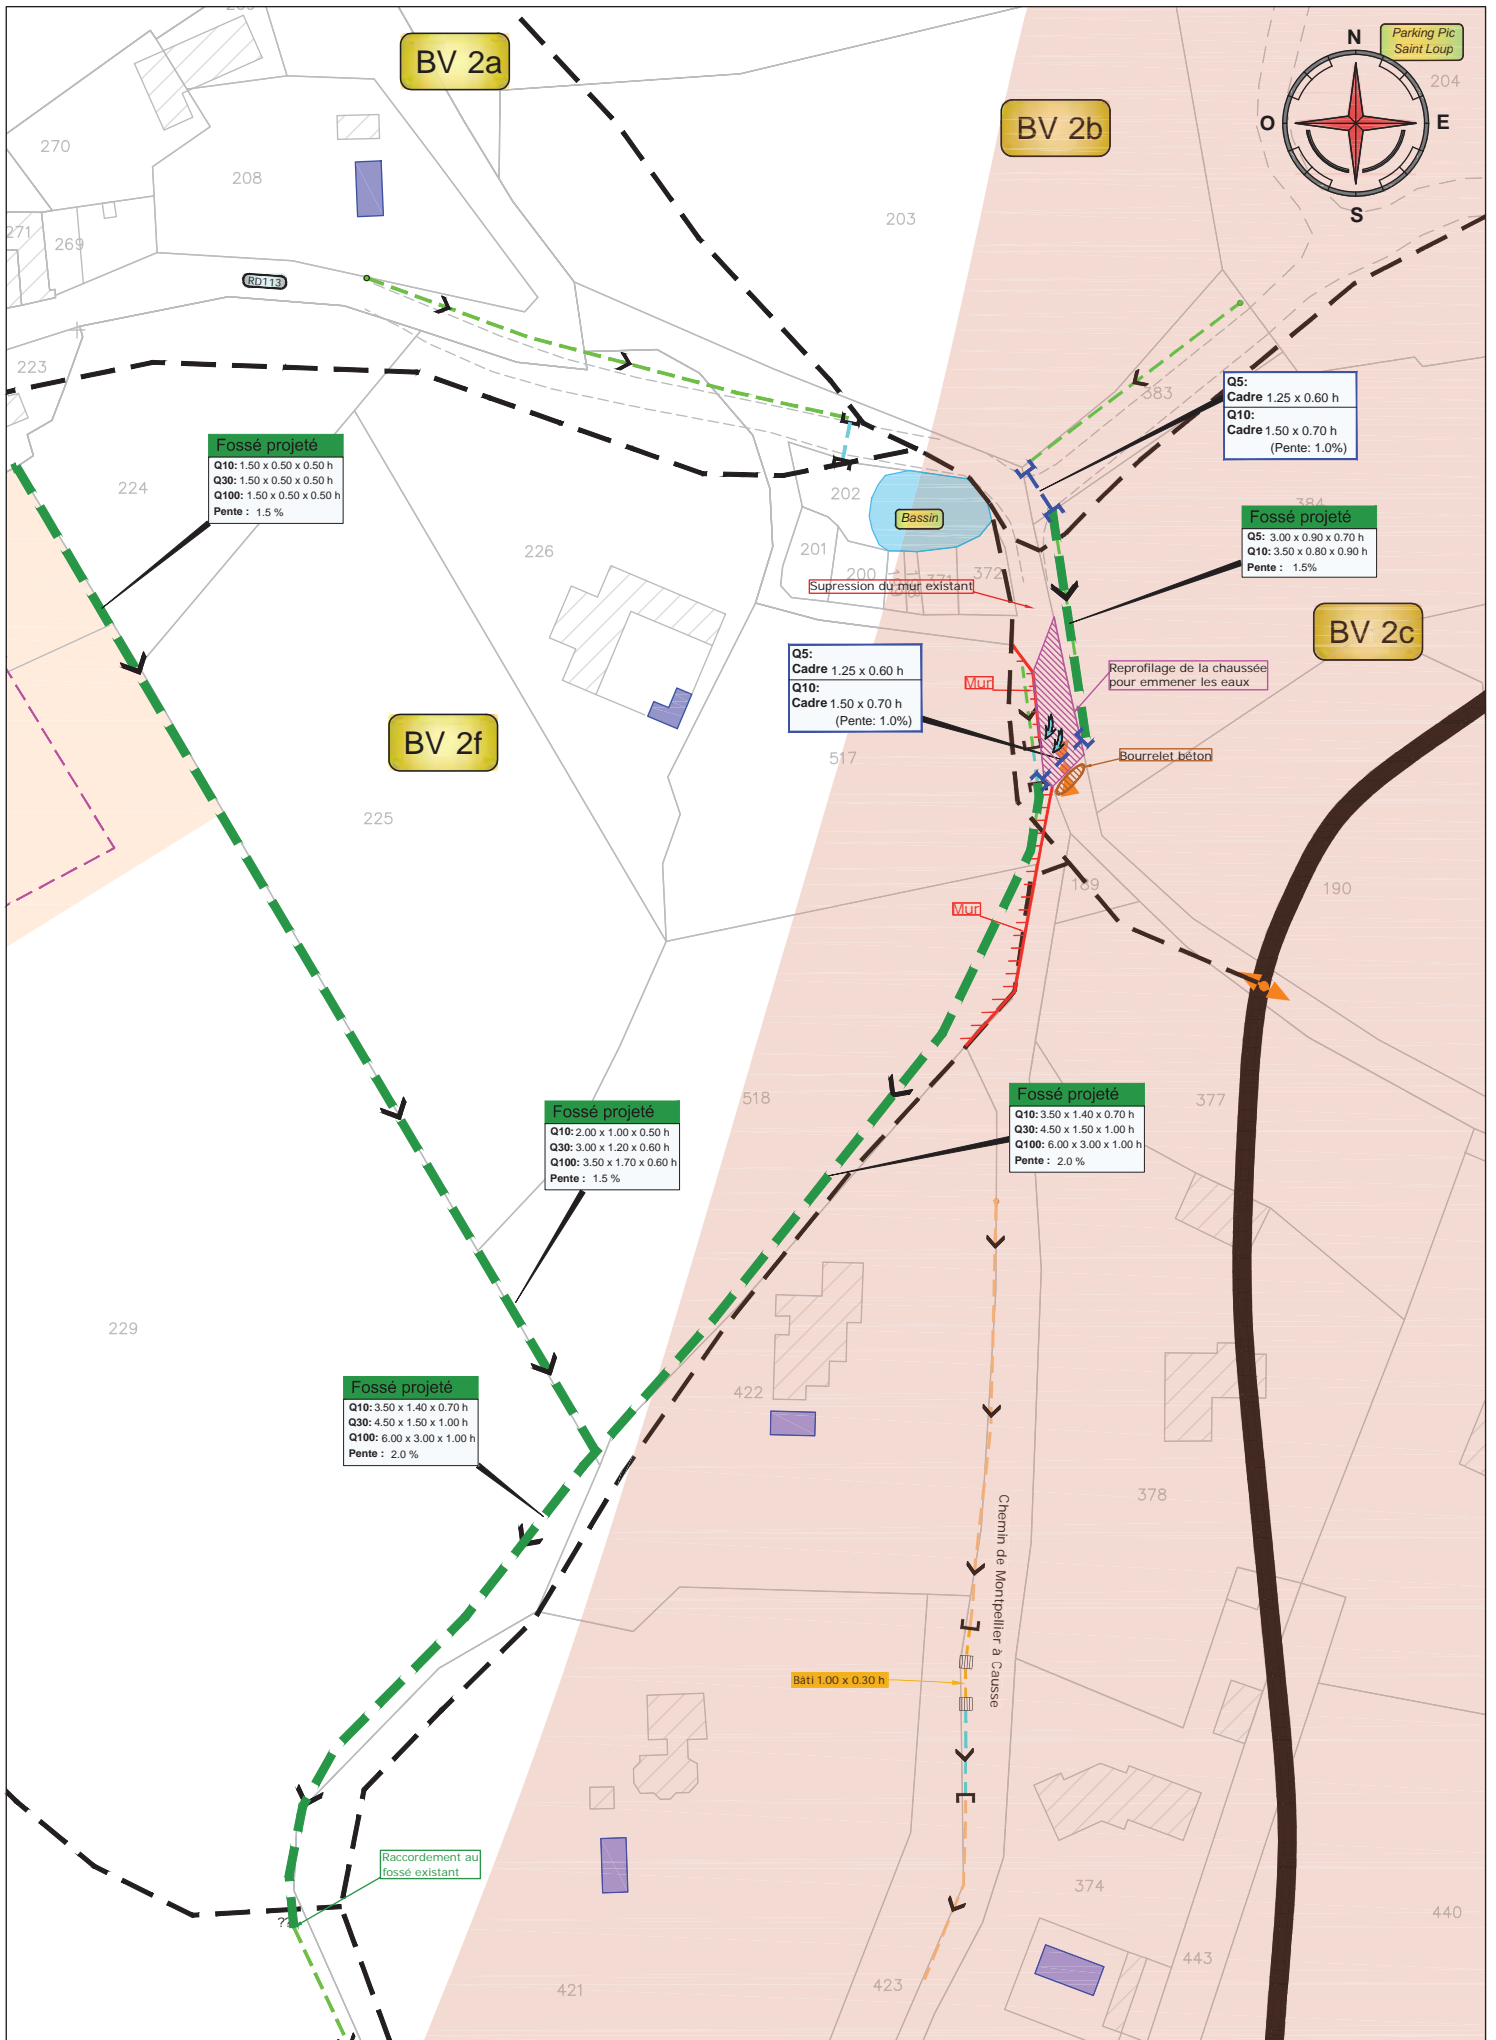 BV 2a
BV 2b
N
Parking Pic
Saint Loup
204
O
E
S
270
208
203
271
269
RD113
223
383
Q5:
Cadre 1.25 x 0.60 h
Q10:
Cadre 1.50 x 0.70 h
(Pente: 1.0%)
Fossé projeté
Q10: 1.50 x 0.50 x 0.50 h
Q30: 1.50 x 0.50 x 0.50 h
Q100: 1.50 x 0.50 x 0.50 h
Pente : 1.5 %
224
202
384
Bassin
Fossé projeté
Q5: 3.00 x 0.90 x 0.70 h
Q10: 3.50 x 0.80 x 0.90 h
Pente : 1.5%
226
201
200
371
372
Supression du mur existant
BV 2c
Q5:
Cadre 1.25 x 0.60 h
Q10:
Cadre 1.50 x 0.70 h
(Pente: 1.0%)
Mur
Reprofilage de la chaussée
pour emmener les eaux
BV 2f
517
Bourrelet béton
225
189
190
Mur
518
377
Fossé projeté
Q10: 3.50 x 1.40 x 0.70 h
Q30: 4.50 x 1.50 x 1.00 h
Q100: 6.00 x 3.00 x 1.00 h
Pente : 2.0 %
Fossé projeté
Q10: 2.00 x 1.00 x 0.50 h
Q30: 3.00 x 1.20 x 0.60 h
Q100: 3.50 x 1.70 x 0.60 h
Pente : 1.5 %
229
422
Fossé projeté
Q10: 3.50 x 1.40 x 0.70 h
Q30: 4.50 x 1.50 x 1.00 h
Q100: 6.00 x 3.00 x 1.00 h
Pente : 2.0 %
378
Chemin de Montpellier à Causse
Bâti 1.00 x 0.30 h
Raccordement au
fossé existant
??
374
440
443
421
423